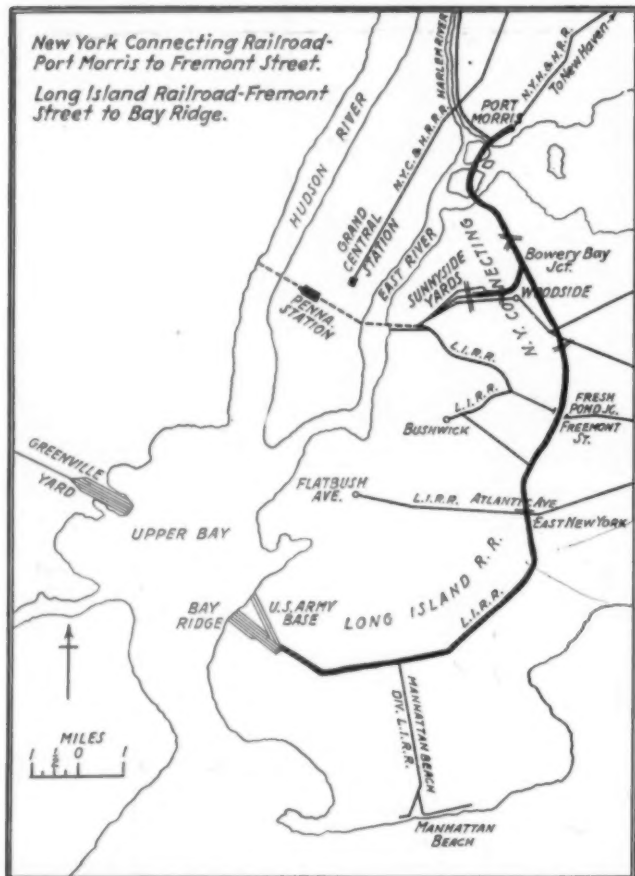 New York Connecting Railroad-
Port Morris to Fremont Street.
Long Island Railroad-Fremont
Street to Bay Ridge.
HUDSON RIVER
N.Y.C. & H.R.R.R.
HARLEM RIVER
N.Y.H. & H.R.R.
To NEW HAVEN
PORT
MORRIS
GRAND
CENTRAL
STATION
EAST RIVER
PENNA.
STATION
SUNNYSIDE
YARDS
N.Y. CONNECTING
BOWERY BAY
JCT.
WOODSIDE
L.I.R.R.
L.I.R.R.
BUSHWICK
FRESH
POND JC.
FREEMONT
ST.
GREENVILLE
YARD
UPPER BAY
FLATBUSH
AVE.
L.I.R.R. ATLANTIC AVE
EAST NEW YORK
BAY
RIDGE
U.S. ARMY
BASE
LONG ISLAND R.R.
L.I.R.R.
MANHATTAN BEACH
DIV. L.I.R.R.
MANHATTAN
BEACH
MILES
1 ½ 0 1